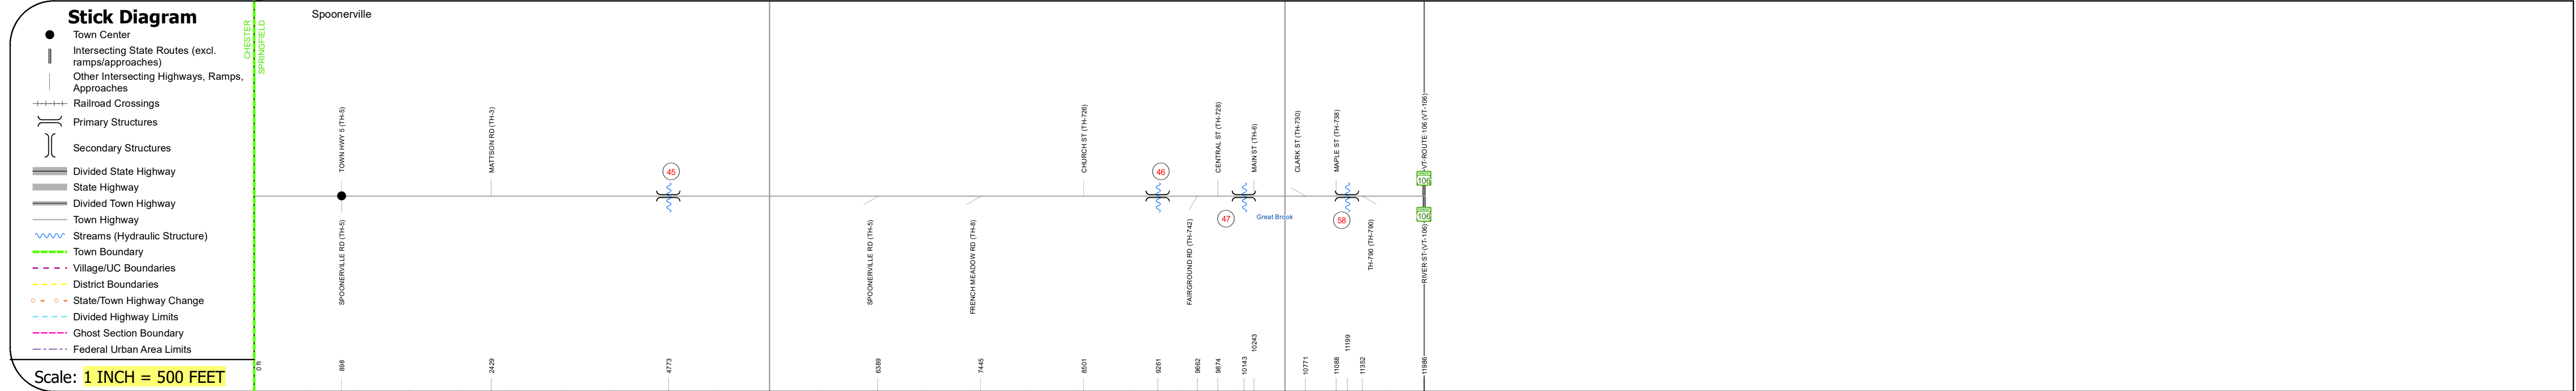 Stick Diagram
Town Center
Intersecting State Routes (excl.
ramps/approaches)
Other Intersecting Highways, Ramps,
Approaches
Railroad Crossings
Primary Structures
Secondary Structures
Divided State Highway
State Highway
Divided Town Highway
Town Highway
Streams (Hydraulic Structure)
Town Boundary
Village/UC Boundaries
District Boundaries
State/Town Highway Change
Divided Highway Limits
Ghost Section Boundary
Federal Urban Area Limits
Scale: 1 INCH = 500 FEET
CHESTER
SPRINGFIELD
Spoonerville
TOWN HWY 5 (TH-5)
MATTSON RD (TH-3)
45
CHURCH ST (TH-726)
46
CENTRAL ST (TH-728)
MAIN ST (TH-6)
CLARK ST (TH-730)
MAPLE ST (TH-738)
VT-ROUTE 106 (VT-106)
106
SPOONERVILLE RD (TH-5)
SPOONERVILLE RD (TH-5)
FRENCH MEADOW RD (TH-8)
FAIRGROUND RD (TH-742)
47
Great Brook
58
TH-790 (TH-790)
106
RIVER ST (VT-106)
0 ft
898
2429
4773
6389
7445
8501
9261
9662
9874
10143
10243
10771
11088
11199
11352
11986